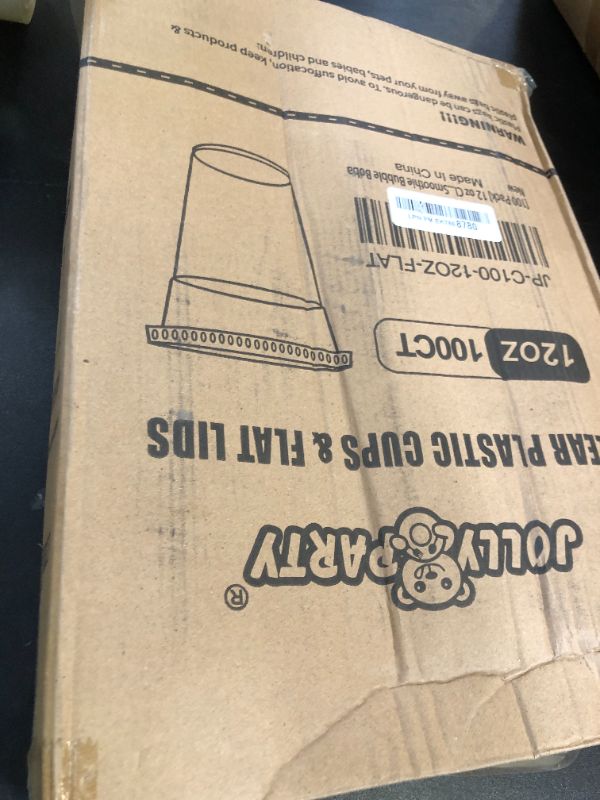 JOLLY PARTY ®
EAR PLASTIC CUPS & FLAT LIDS
12OZ 100CT
JP-C100-12OZ-FLAT
8780
[100 Pack] 12 oz C...Smoothie Bubble Boba
New
Made In China
WARNING!!!
Plastic bags can be dangerous. To avoid suffocation, keep products &
plastic bags away from your pets, babies and children: